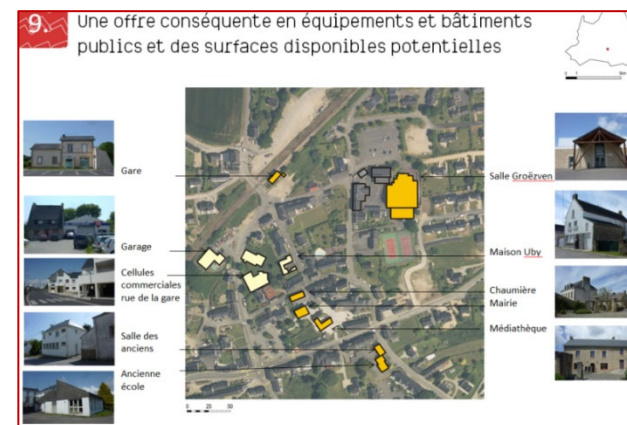 9. Une offre conséquente en équipements et bâtiments
publics et des surfaces disponibles potentielles
Gare
Garage
Cellules
commerciales
rue de la gare
Salle des
anciens
Ancienne
école
Salle Groëzven
Maison Uby
Chaumière
Mairie
Médiathèque